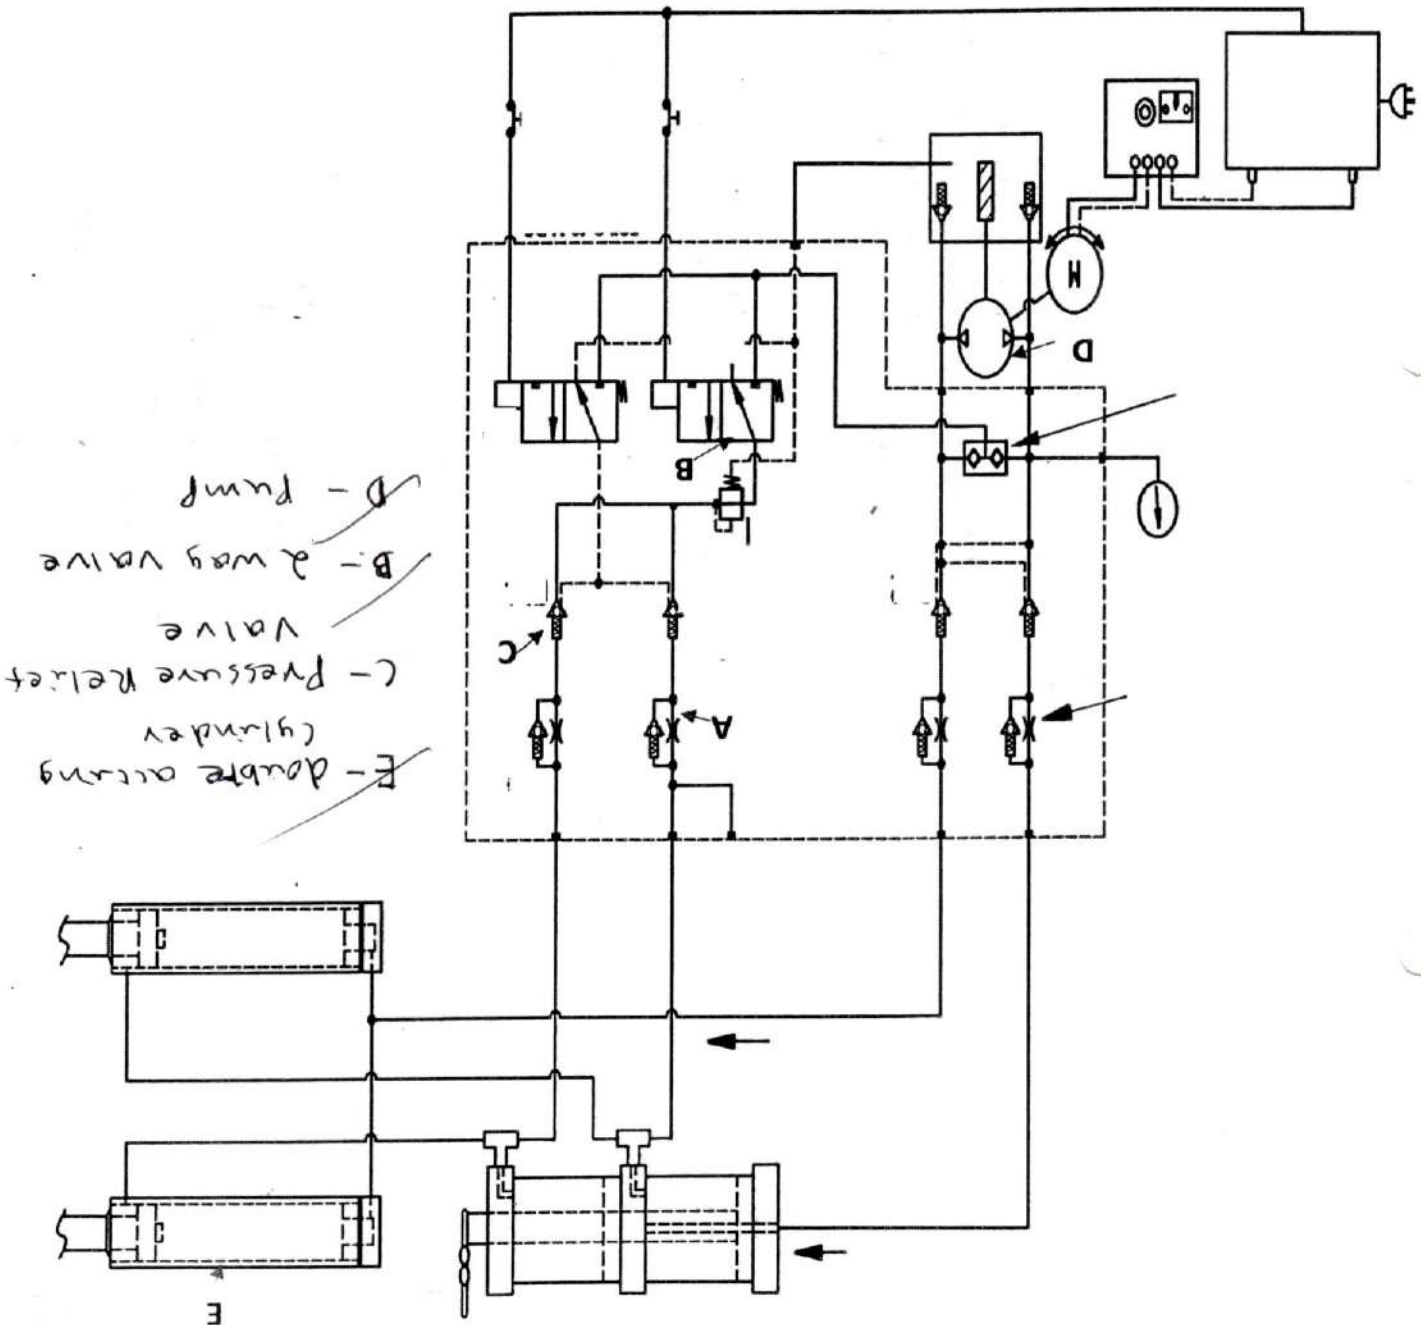 E
E- double acting
cylinder
A
C- Pressure Relief
valve
C
B- 2 way valve
D - Pump
B
D
M